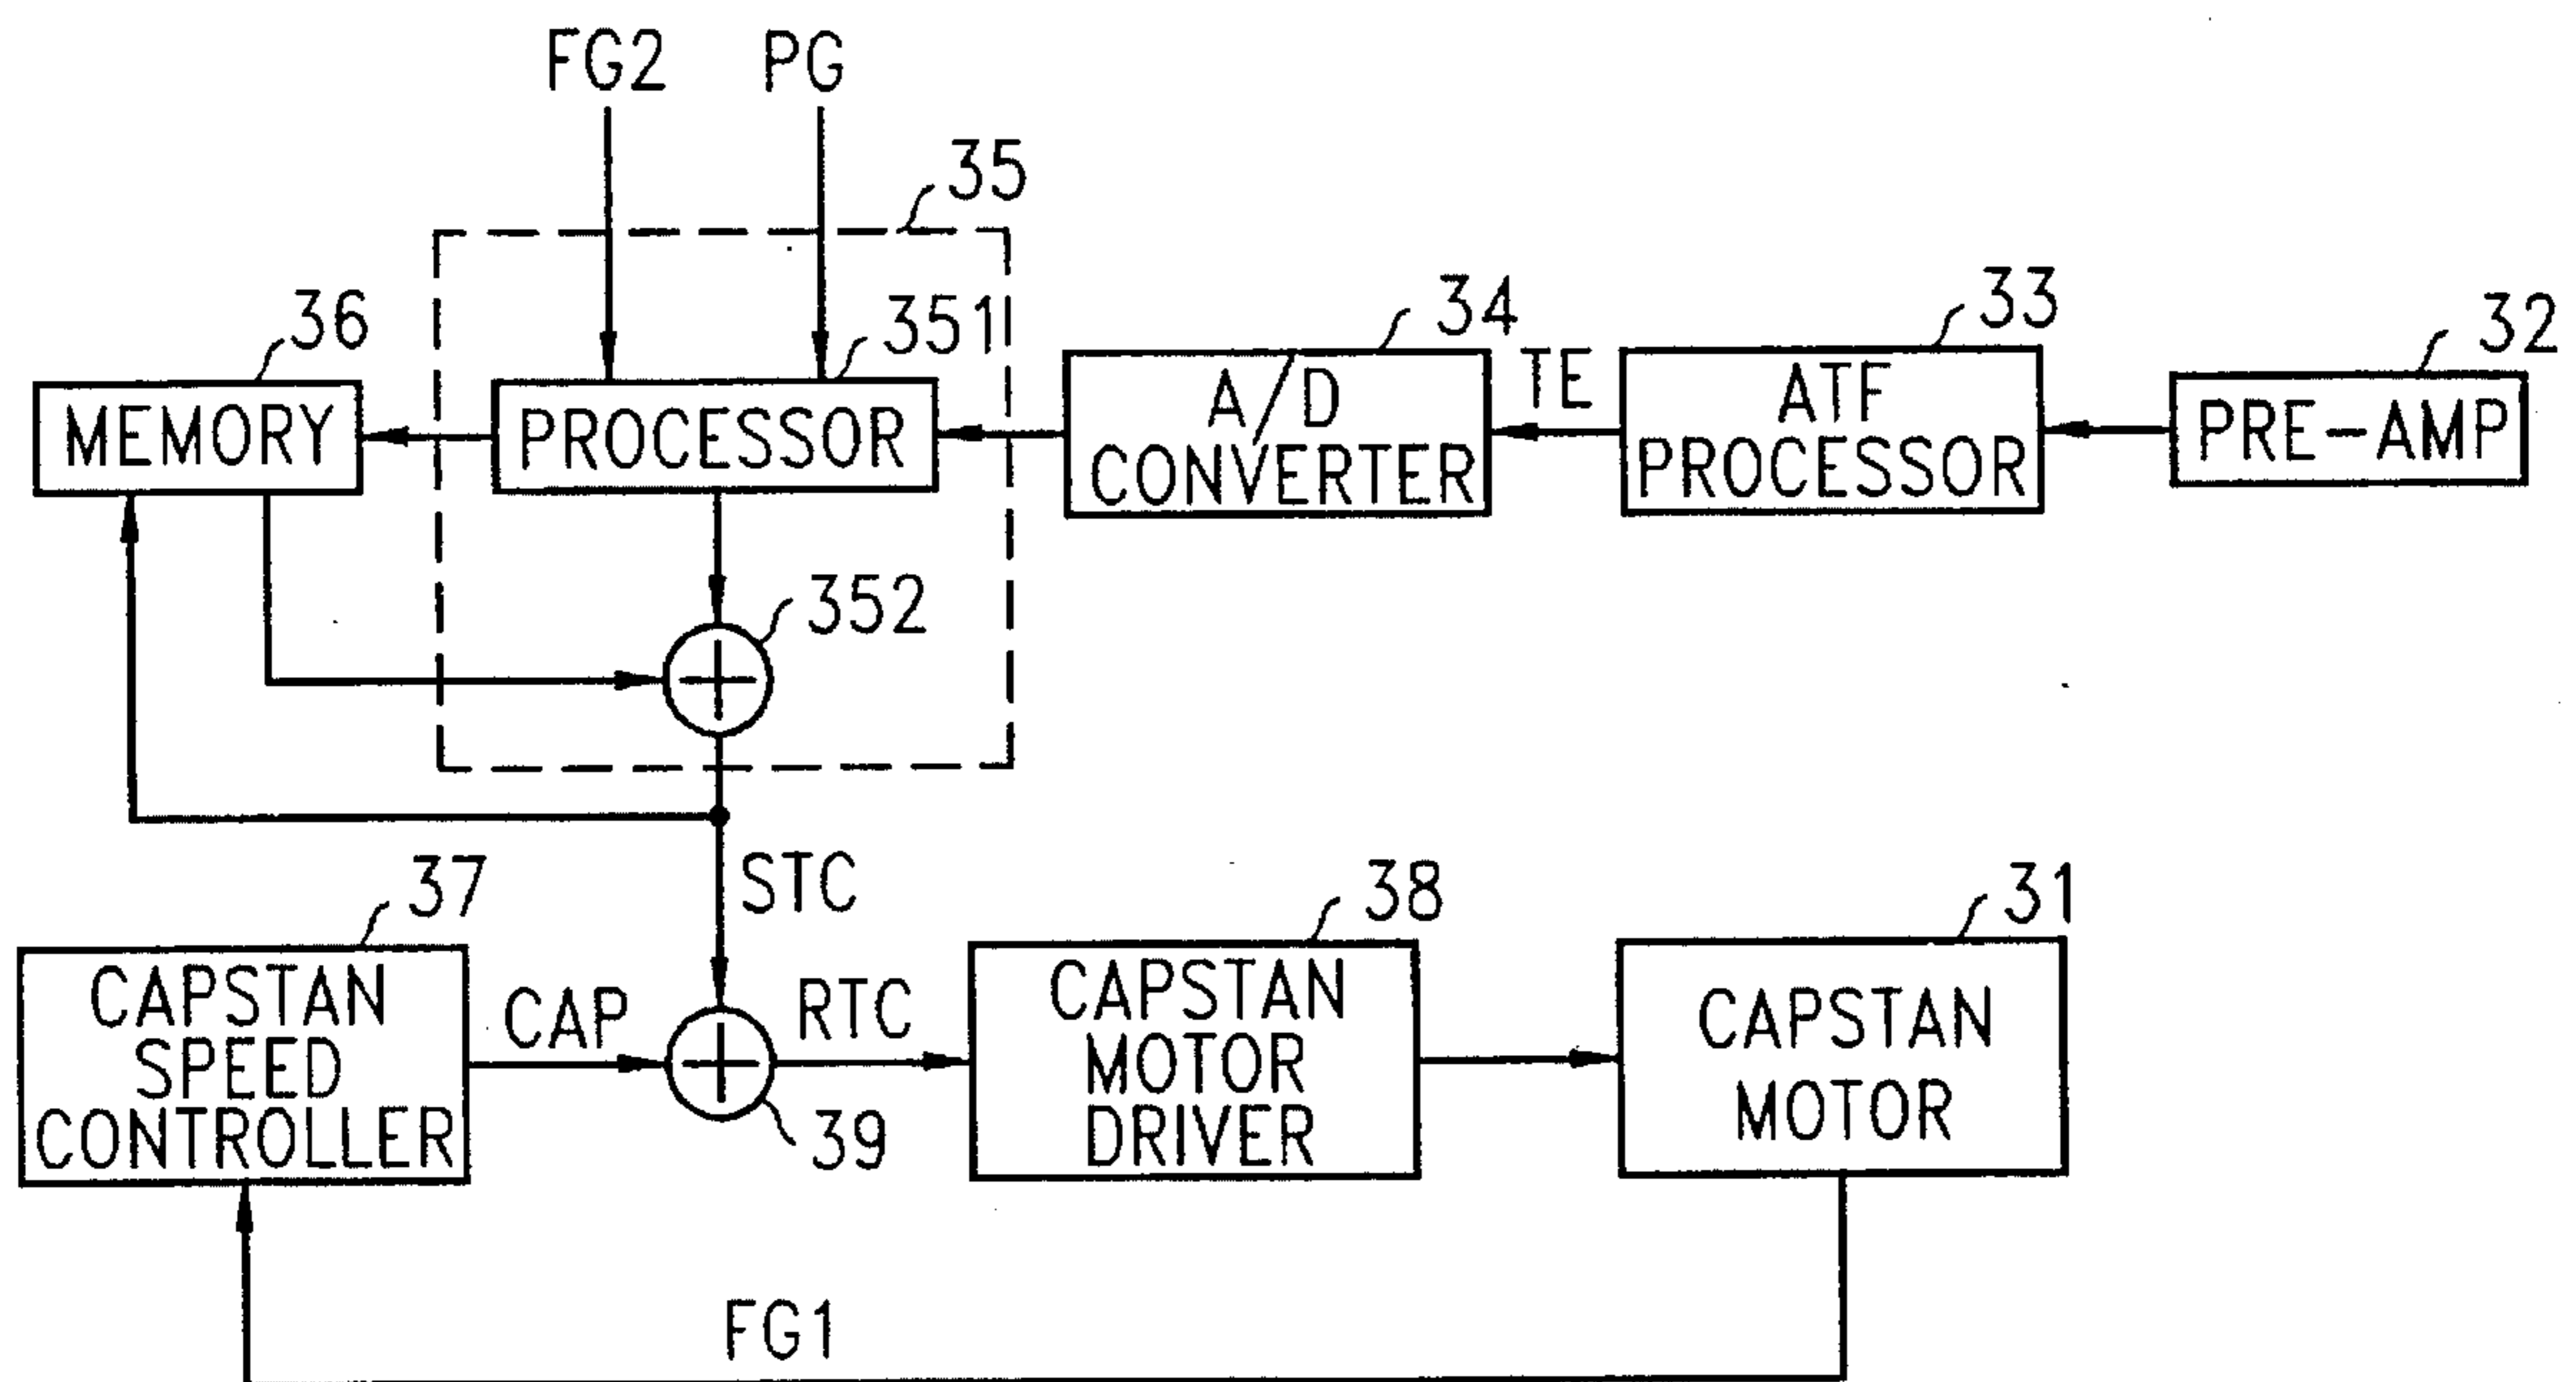 FG2 PG
35
36
351
34
33
32
MEMORY
PROCESSOR
A/D
CONVERTER
TE
ATF
PROCESSOR
PRE-AMP
352
STC
37
38
31
CAPSTAN
SPEED
CONTROLLER
CAP
RTC
39
CAPSTAN
MOTOR
DRIVER
CAPSTAN
MOTOR
FG1